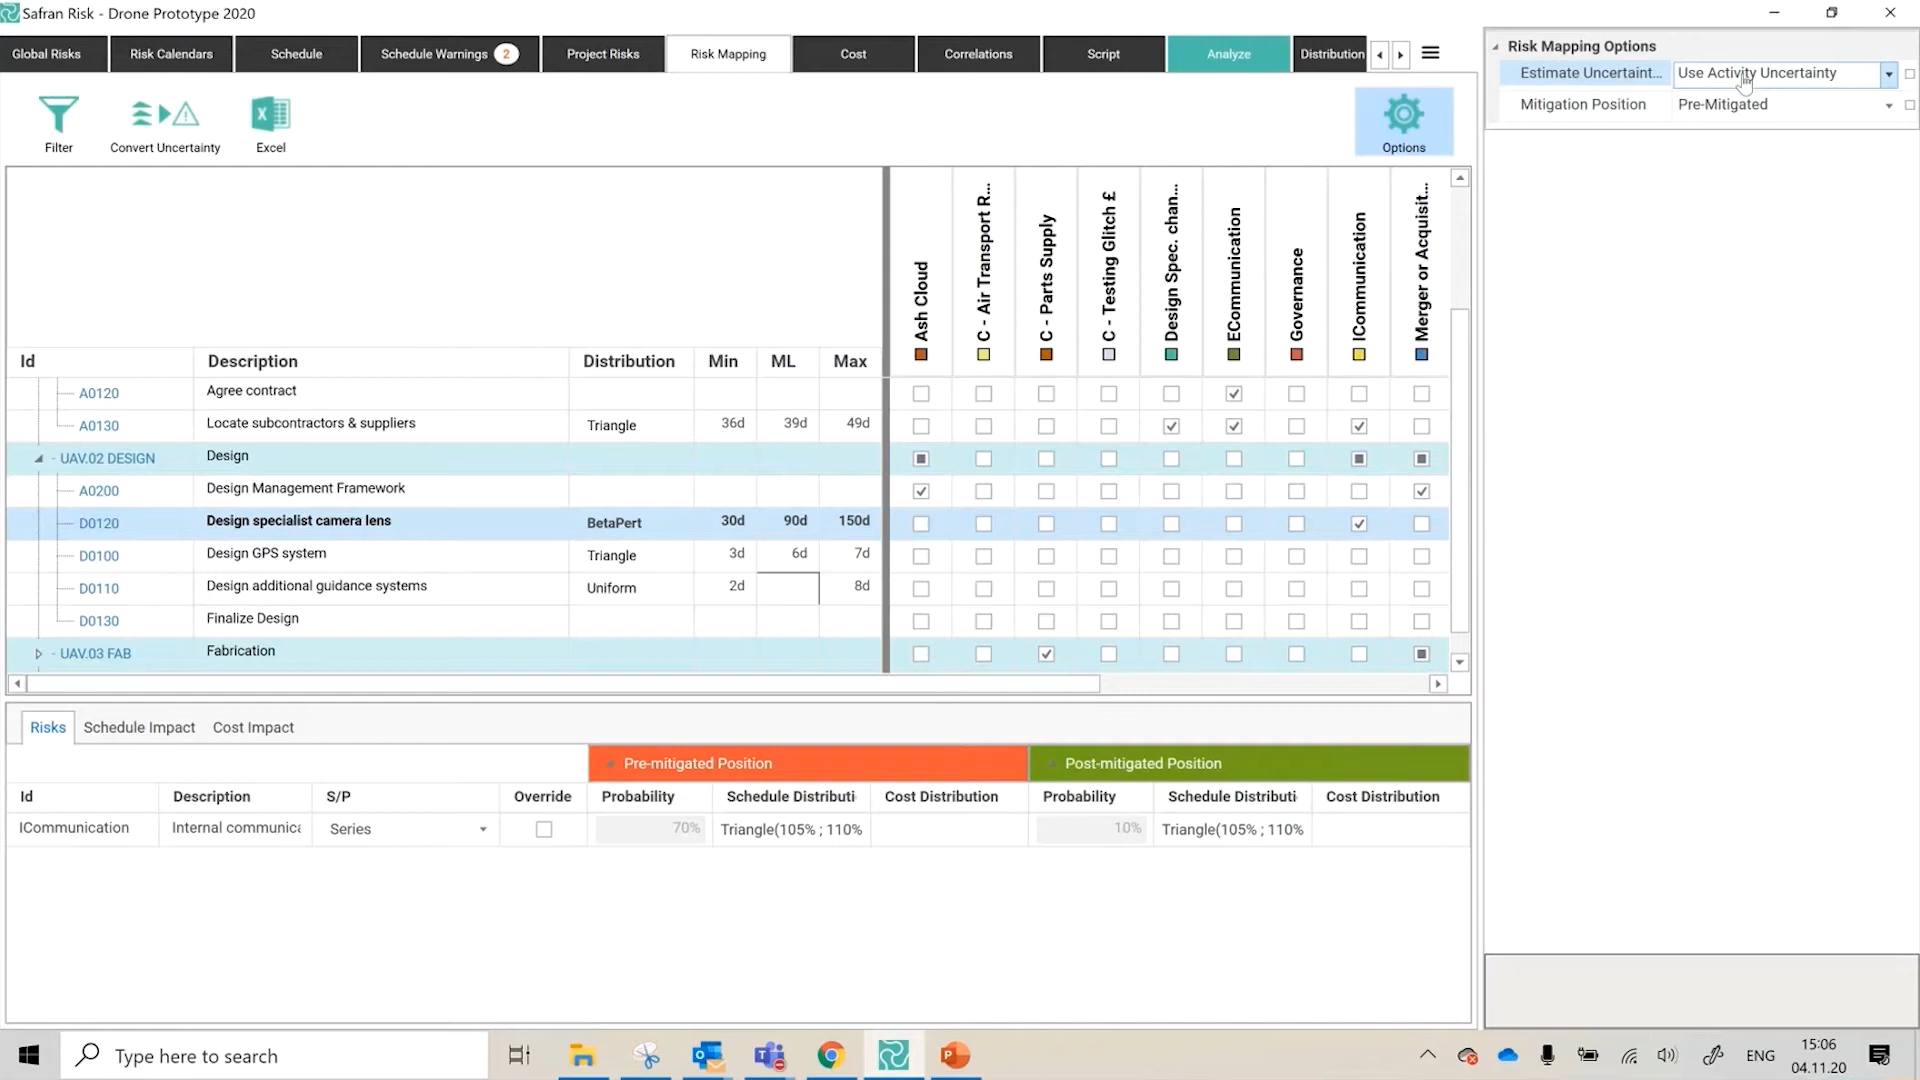 Safran Risk - Drone Prototype 2020
Global Risks
Risk Calendars
Schedule
Schedule Warnings 2
Project Risks
Risk Mapping
Cost
Correlations
Script
Analyze
Distribution
Filter
Convert Uncertainty
Excel
Options
Risk Mapping Options
Estimate Uncertaint... Use Activity Uncertainty
Mitigation Position Pre-Mitigated
Ash Cloud
C - Air Transport R...
C - Parts Supply
C - Testing Glitch £
Design Spec. chan...
ECommunication
Governance
ICommunication
Merger or Acquisit...
Id Description Distribution Min ML Max
A0120 Agree contract
A0130 Locate subcontractors & suppliers Triangle 36d 39d 49d
UAV.02 DESIGN Design
A0200 Design Management Framework
D0120 Design specialist camera lens BetaPert 30d 90d 150d
D0100 Design GPS system Triangle 3d 6d 7d
D0110 Design additional guidance systems Uniform 2d 8d
D0130 Finalize Design
UAV.03 FAB Fabrication
Risks Schedule Impact Cost Impact
Pre-mitigated Position Post-mitigated Position
Id Description S/P Override Probability Schedule Distributi Cost Distribution Probability Schedule Distributi Cost Distribution
ICommunication Internal communica Series 70% Triangle(105% ; 110% 10% Triangle(105% ; 110%
Type here to search
ENG
15:06
04.11.20